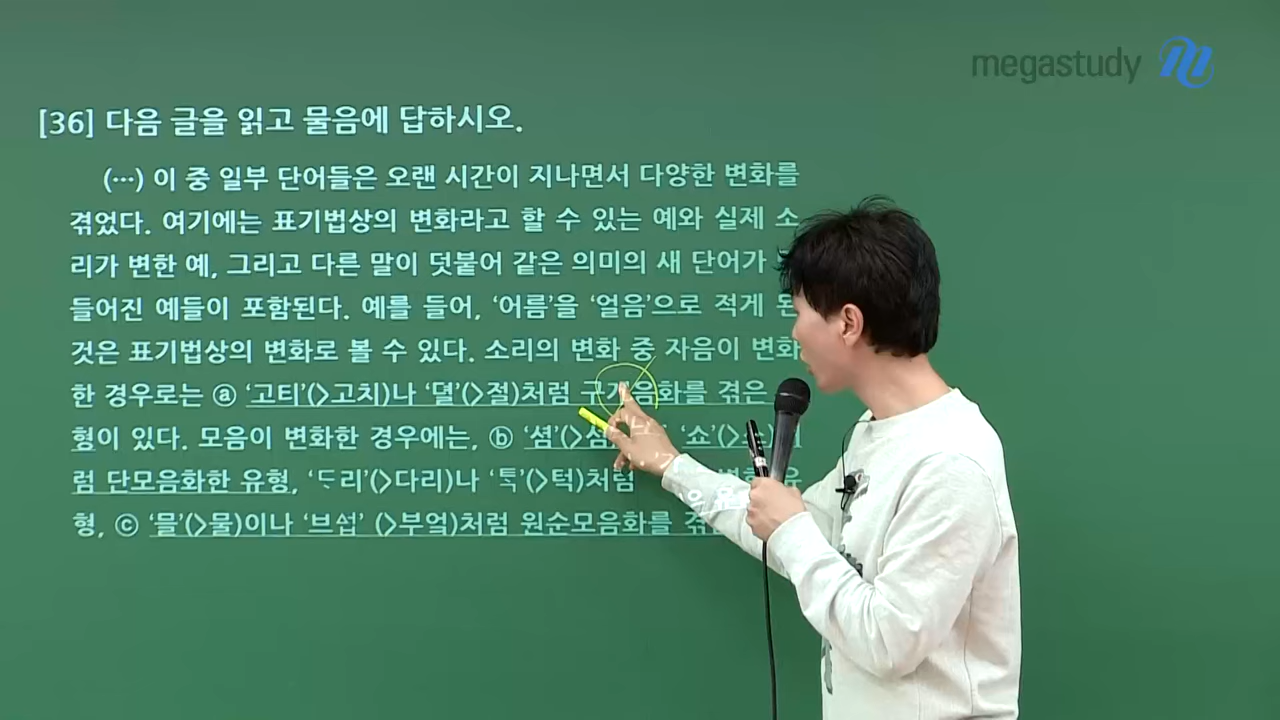 megastudy
[36] 다음 글을 읽고 물음에 답하시오.
(…) 이 중 일부 단어들은 오랜 시간이 지나면서 다양한 변화를
겪었다. 여기에는 표기법상의 변화라고 할 수 있는 예와 실제 소
리가 변한 예, 그리고 다른 말이 덧붙어 같은 의미의 새 단어가
들어진 예들이 포함된다. 예를 들어, ‘어름’을 ‘얼음’으로 적게 된
것은 표기법상의 변화로 볼 수 있다. 소리의 변화 중 자음이 변화
한 경우로는 ⓐ ‘고티’(>고치)나 ‘뎔’(>절)처럼 구개음화를 겪은
형이 있다. 모음이 변화한 경우에는, ⓑ ‘셤’(>섬) ‘쇼’(>소)
럼 단모음화한 유형, ‘ᄃᆞ리’(>다리)나 ‘ᄐᆞᆨ’(>턱)처럼
형, ⓒ ‘믈’(>물)이나 ‘브ᅀᅥᆸ’ (>부엌)처럼 원순모음화를